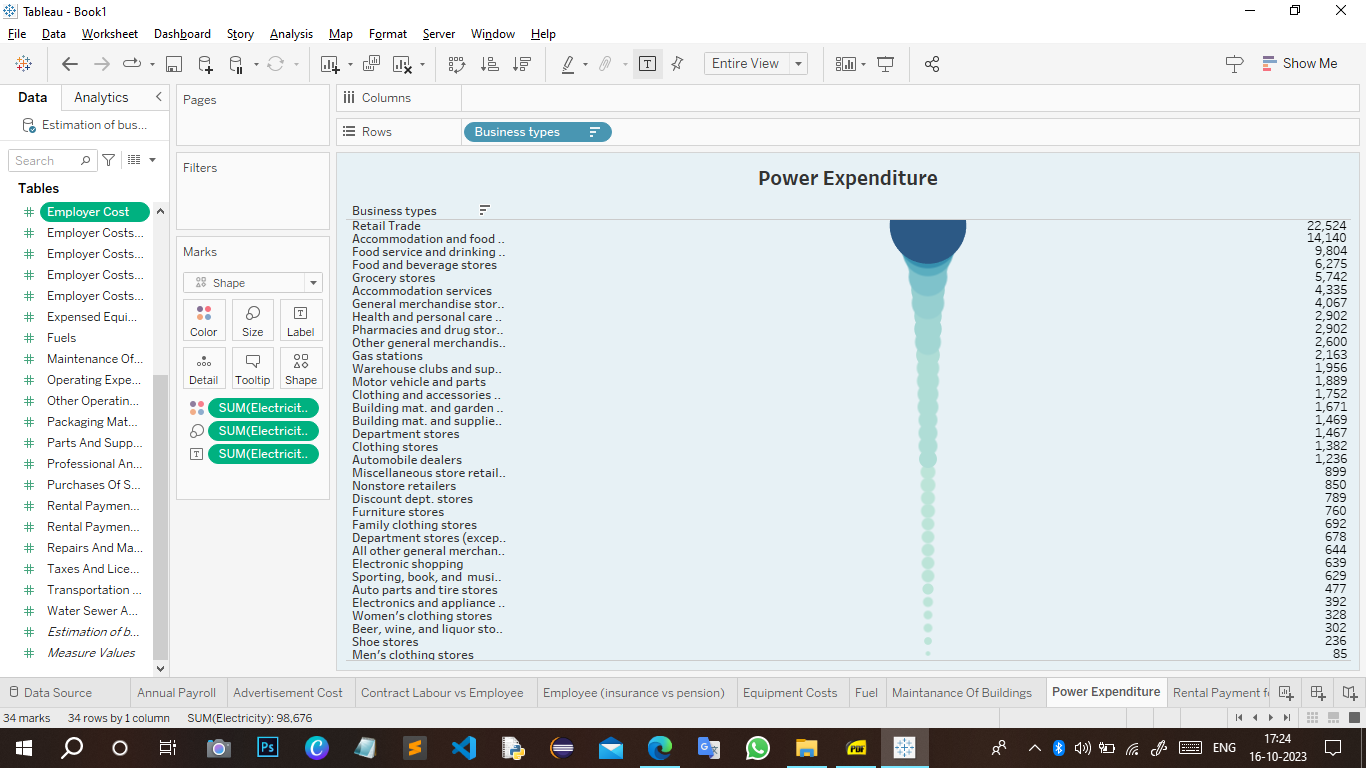 Tableau - Book1
File Data Worksheet Dashboard Story Analysis Map Format Server Window Help
Entire View
Show Me
Data Analytics
Pages
Columns
Estimation of bus...
Rows Business types
Search
Filters
Tables
Employer Cost
Employer Costs...
Employer Costs...
Employer Costs...
Employer Costs...
Expensed Equi...
Fuels
Maintenance Of...
Operating Expe...
Other Operatin...
Packaging Mat...
Parts And Supp...
Professional An...
Purchases Of S...
Rental Paymen...
Rental Paymen...
Repairs And Ma...
Taxes And Lice...
Transportation ...
Water Sewer A...
Estimation of b...
Measure Values
Marks
Shape
Color Size Label
Detail Tooltip Shape
SUM(Electricit..
SUM(Electricit..
SUM(Electricit..
Power Expenditure
Business types
Retail Trade 22,524
Accommodation and food .. 14,140
Food service and drinking .. 9,804
Food and beverage stores 6,275
Grocery stores 5,742
Accommodation services 4,335
General merchandise stor.. 4,067
Health and personal care .. 2,902
Pharmacies and drug stor.. 2,902
Other general merchandis.. 2,600
Gas stations 2,163
Warehouse clubs and sup.. 1,956
Motor vehicle and parts 1,889
Clothing and accessories .. 1,752
Building mat. and garden .. 1,671
Building mat. and supplie.. 1,469
Department stores 1,467
Clothing stores 1,382
Automobile dealers 1,236
Miscellaneous store retail.. 899
Nonstore retailers 850
Discount dept. stores 789
Furniture stores 760
Family clothing stores 692
Department stores (excep.. 678
All other general merchan.. 644
Electronic shopping 639
Sporting, book, and musi.. 629
Auto parts and tire stores 477
Electronics and appliance .. 392
Women's clothing stores 328
Beer, wine, and liquor sto.. 302
Shoe stores 236
Men's clothing stores 85
Data Source Annual Payroll Advertisement Cost Contract Labour vs Employee Employee (insurance vs pension) Equipment Costs Fuel Maintanance Of Buildings Power Expenditure Rental Payment fo
34 marks 34 rows by 1 column SUM(Electricity): 98,676
Ps
PDF
ENG
17:24
16-10-2023